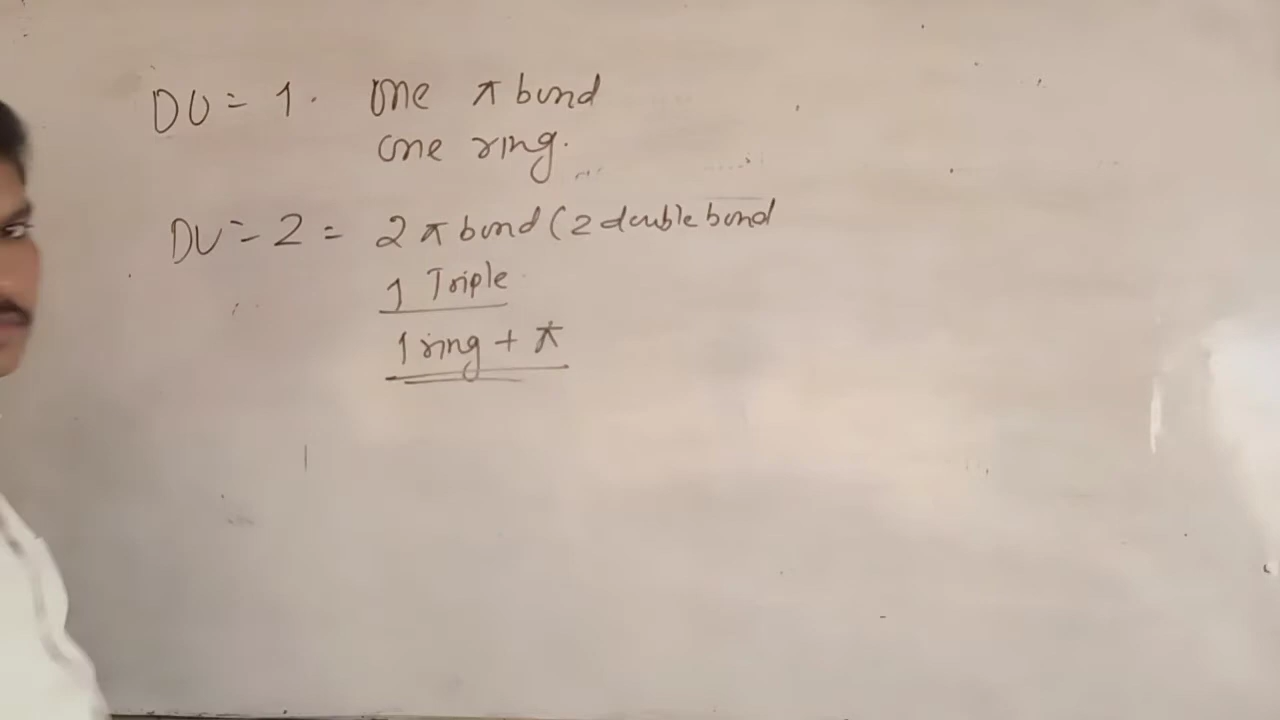 DU = 1. One π bond
one ring.
DU = 2 = 2 π bond (2 double bond
1 Triple
1 ring + π